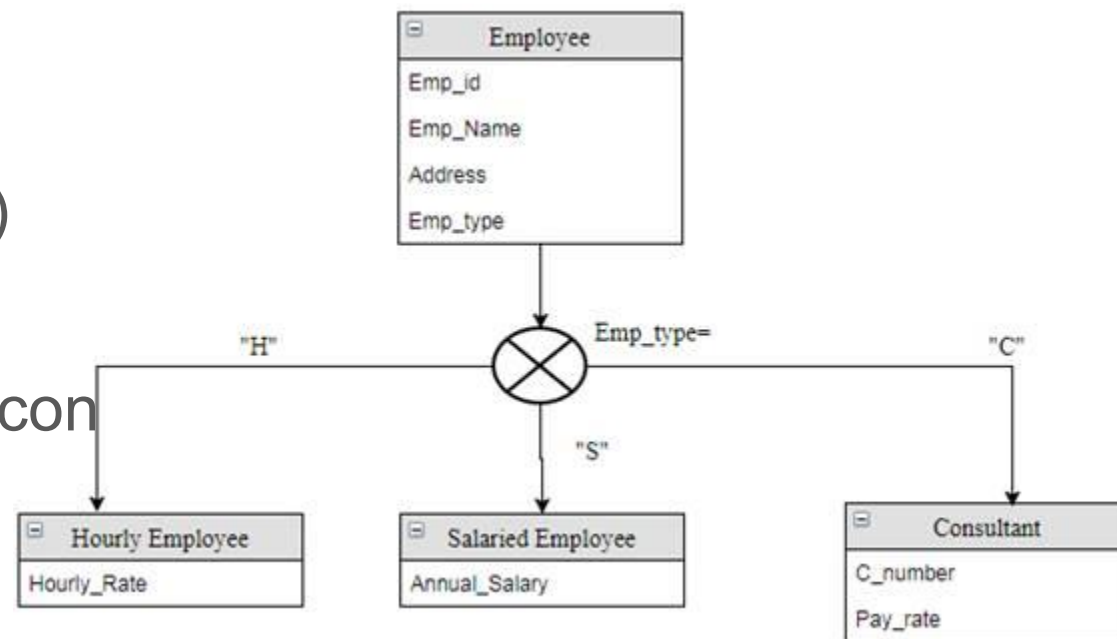 Employee
Emp_id
Emp_Name
Address
Emp_type
)
Emp_type=
"H"
"C"
con
"S"
Hourly Employee
Hourly_Rate
Salaried Employee
Annual_Salary
Consultant
C_number
Pay_rate